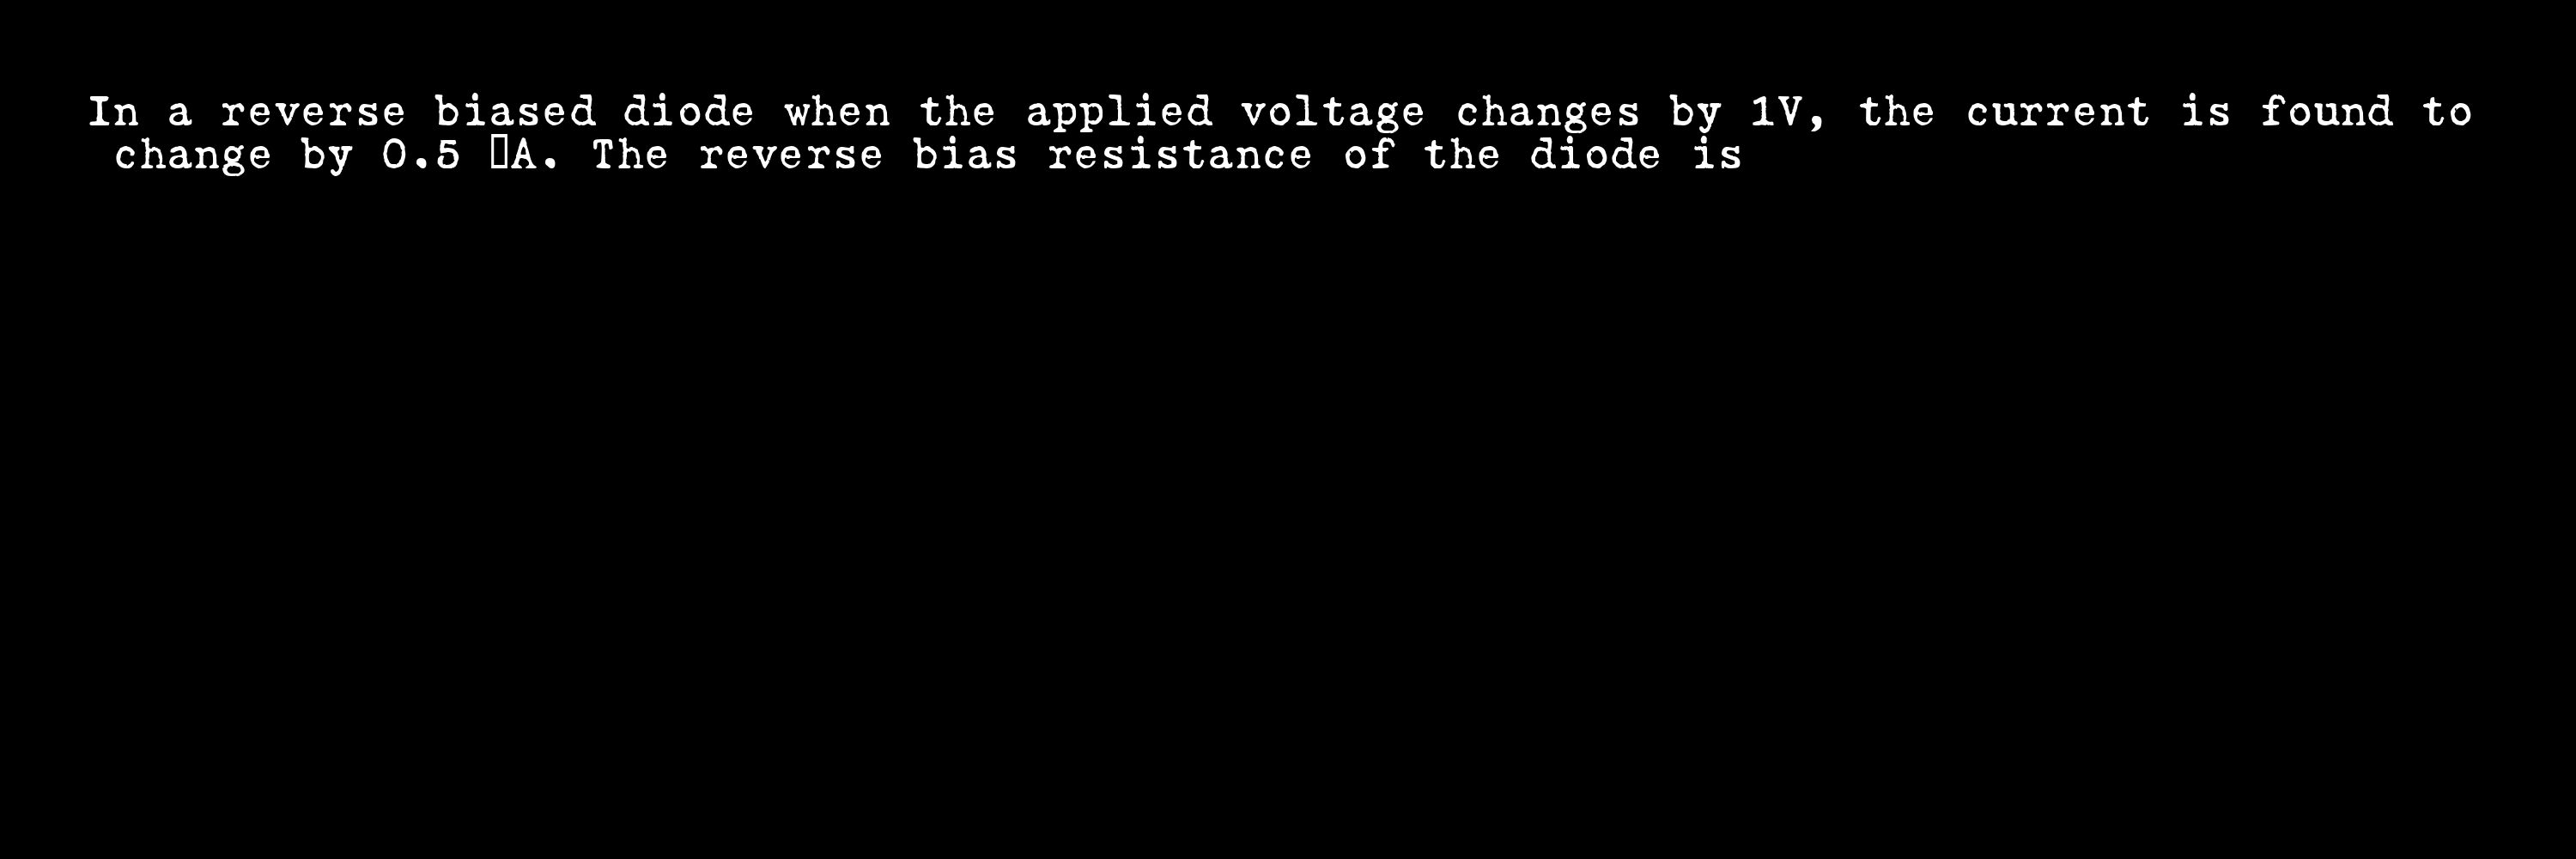 In a reverse biased diode when the applied voltage changes by 1V, the current is found to
change by 0.5 □A. The reverse bias resistance of the diode is